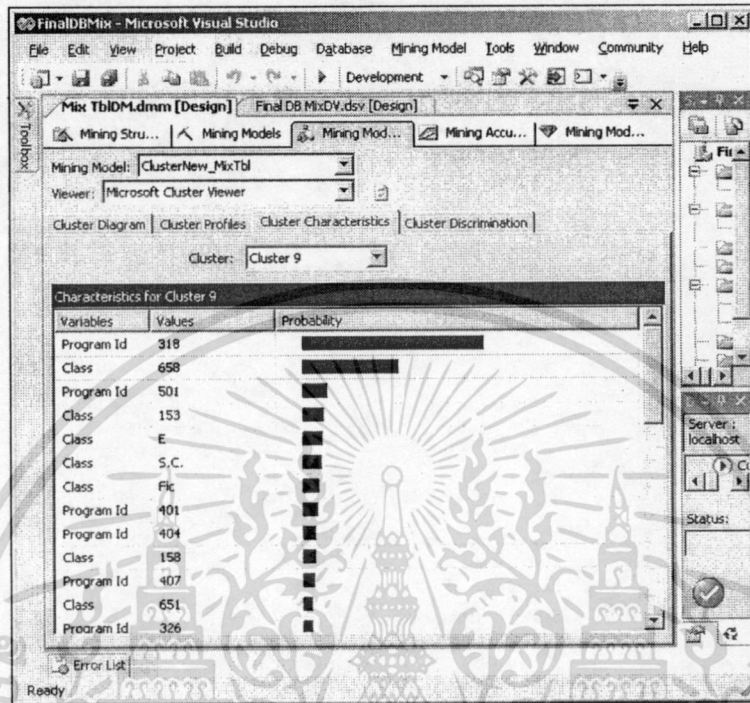 FinalDBMix - Microsoft Visual Studio
File Edit View Project Build Debug Database Mining Model Tools Window Community Help
Development
Mix TblDM.dmm [Design] Final DB MixDV.dsv [Design]
Toolbox
Mining Stru... Mining Models Mining Mod... Mining Accu... Mining Mod...
Mining Model: ClusterNew_MixTbl
Viewer: Microsoft Cluster Viewer
Cluster Diagram Cluster Profiles Cluster Characteristics Cluster Discrimination
Cluster: Cluster 9
Characteristics for Cluster 9
Variables Values Probability
Program Id 318
Class 658
Program Id 501
Class 153
Class E
Class S.C.
Class Fic
Program Id 401
Program Id 404
Class 158
Program Id 407
Class 651
Program Id 326
Server :
localhost
Status:
Error List
Ready